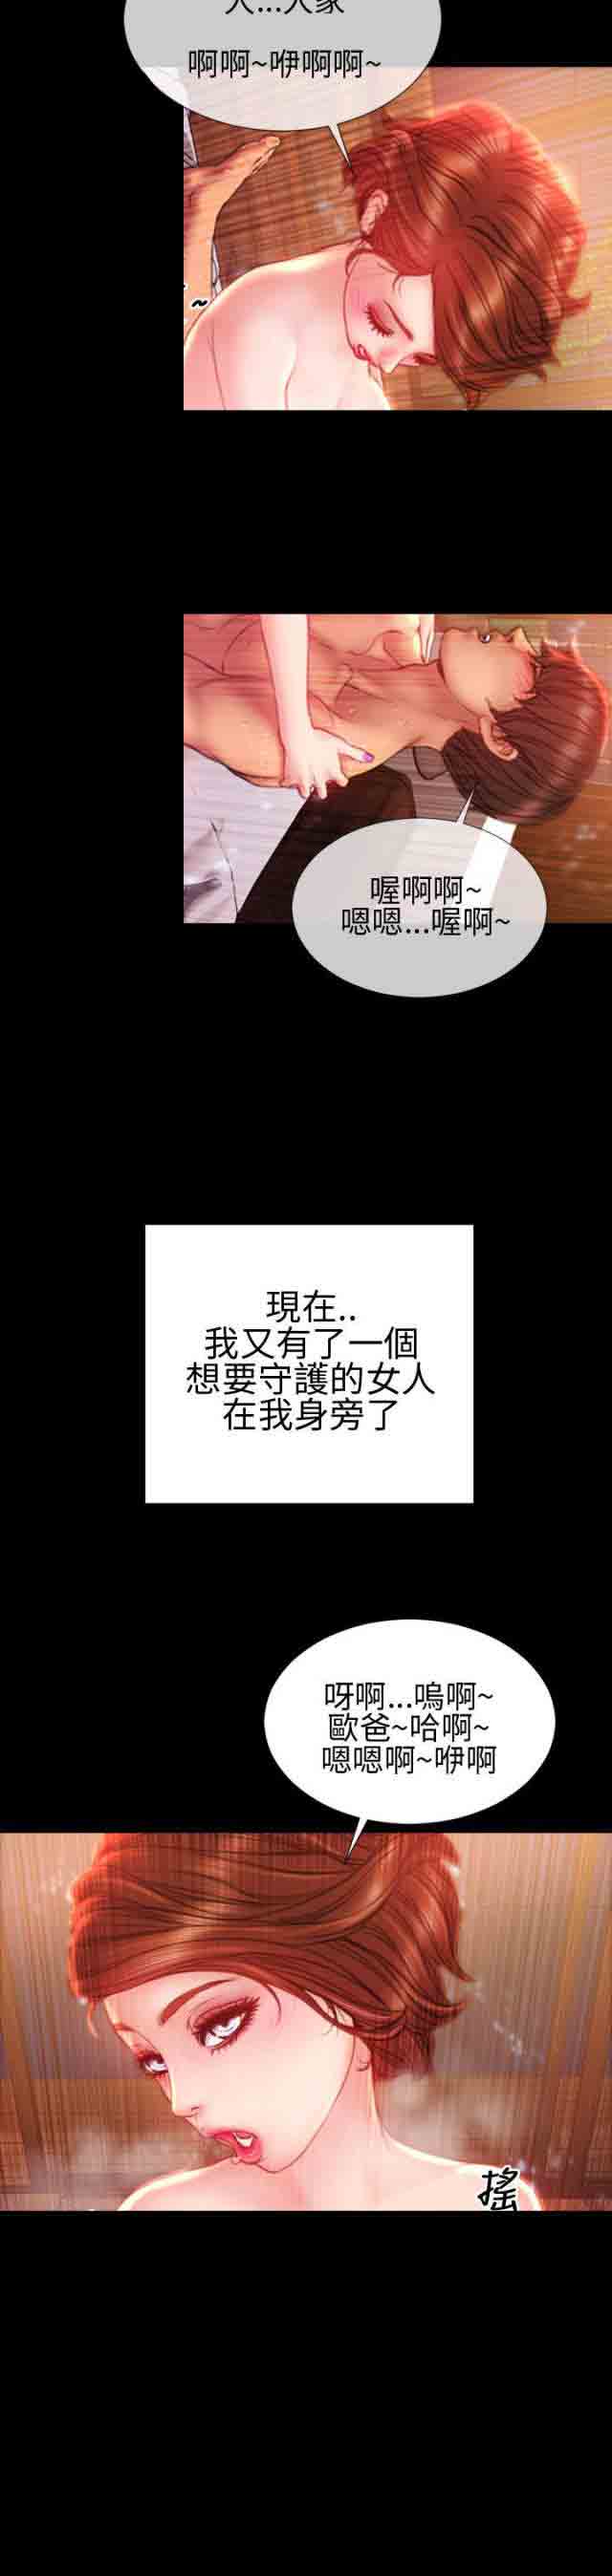 人...人家
啊啊~咿啊啊~
~
喔啊啊~
嗯嗯...喔啊~
現在..
我又有了一個
想要守護的女人
在我身旁了
呀啊...嗚啊~
歐爸~哈啊~
嗯嗯啊~咿啊
搖